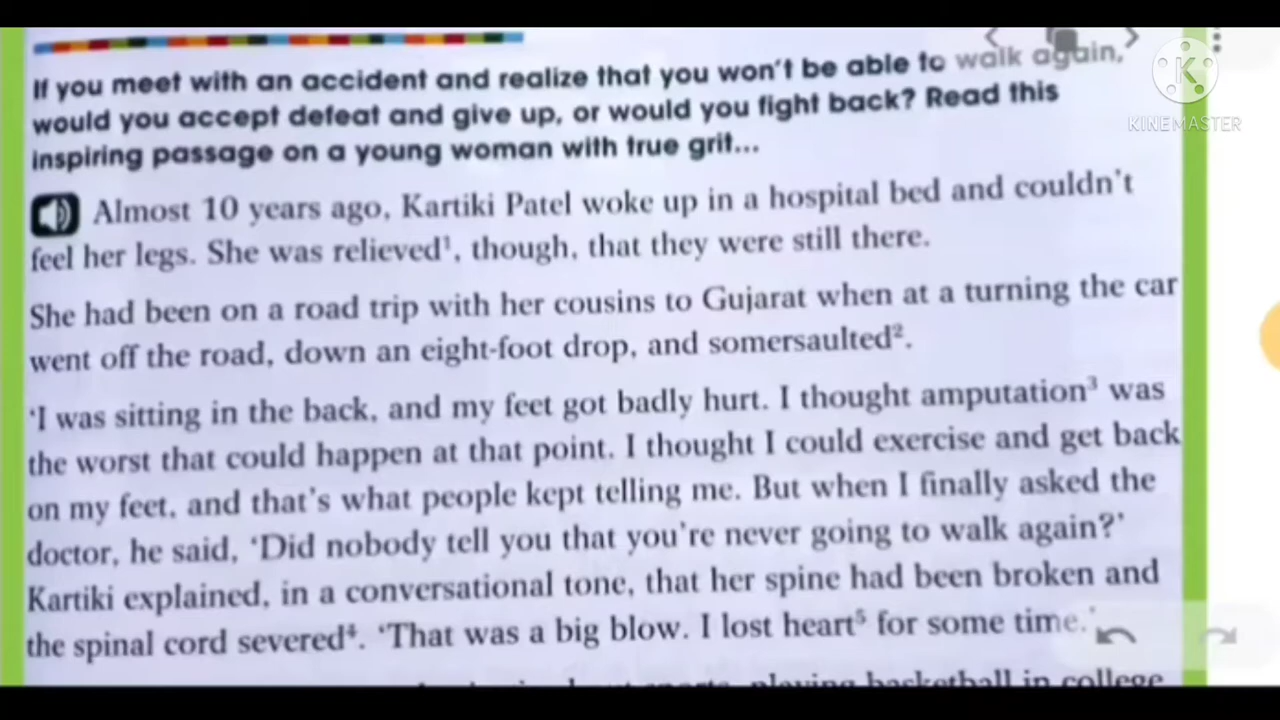 If you meet with an accident and realize that you won't be able to walk again,
would you accept defeat and give up, or would you fight back? Read this
inspiring passage on a young woman with true grit...
Almost 10 years ago, Kartiki Patel woke up in a hospital bed and couldn't
feel her legs. She was relieved¹, though, that they were still there.
She had been on a road trip with her cousins to Gujarat when at a turning the car
went off the road, down an eight-foot drop, and somersaulted².
'I was sitting in the back, and my feet got badly hurt. I thought amputation³ was
the worst that could happen at that point. I thought I could exercise and get back
on my feet, and that's what people kept telling me. But when I finally asked the
doctor, he said, 'Did nobody tell you that you're never going to walk again?'
Kartiki explained, in a conversational tone, that her spine had been broken and
the spinal cord severed⁴. 'That was a big blow. I lost heart⁵ for some time.'
sports, playing basketball in college
K
KINEMASTER